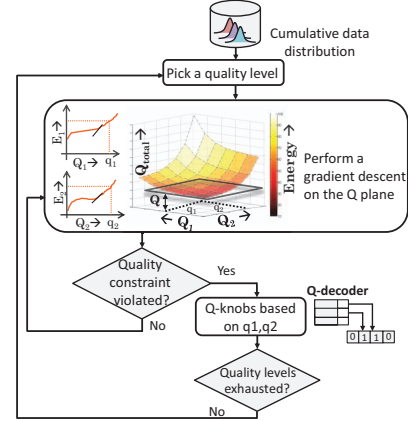 Cumulative data
distribution
Pick a quality level
E1→
Q1→ q1
E2→
Q2→ q2
Qtotal→
Energy→
Q
q1 q2
←Q1→
←Q2→
Perform a
gradient descent
on the Q plane
Quality
constraint
violated?
Yes
No
Q-knobs based
on q1,q2
Q-decoder
0 1 1 0
Quality levels
exhausted?
No